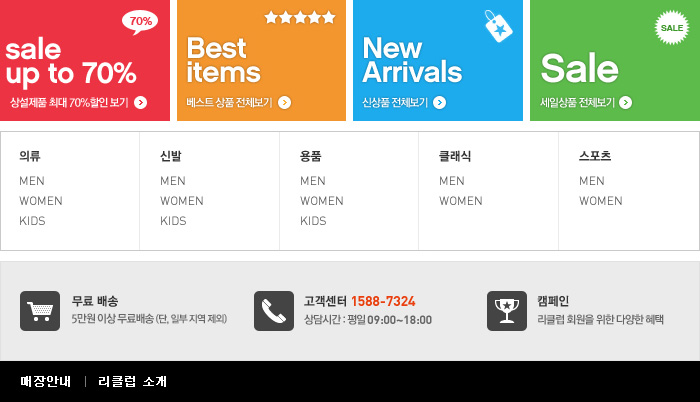 70%
sale
up to 70%
상설제품 최대 70%할인 보기
Best
items
베스트 상품 전체보기
New
Arrivals
신상품 전체보기
SALE
Sale
세일상품 전체보기
의류
MEN
WOMEN
KIDS
신발
MEN
WOMEN
KIDS
용품
MEN
WOMEN
KIDS
클래식
MEN
WOMEN
스포츠
MEN
WOMEN
무료 배송
5만원 이상 무료배송 (단, 일부 지역 제외)
고객센터 1588-7324
상담시간 : 평일 09:00~18:00
캠페인
리클럽 회원을 위한 다양한 혜택
매장안내 | 리클럽 소개